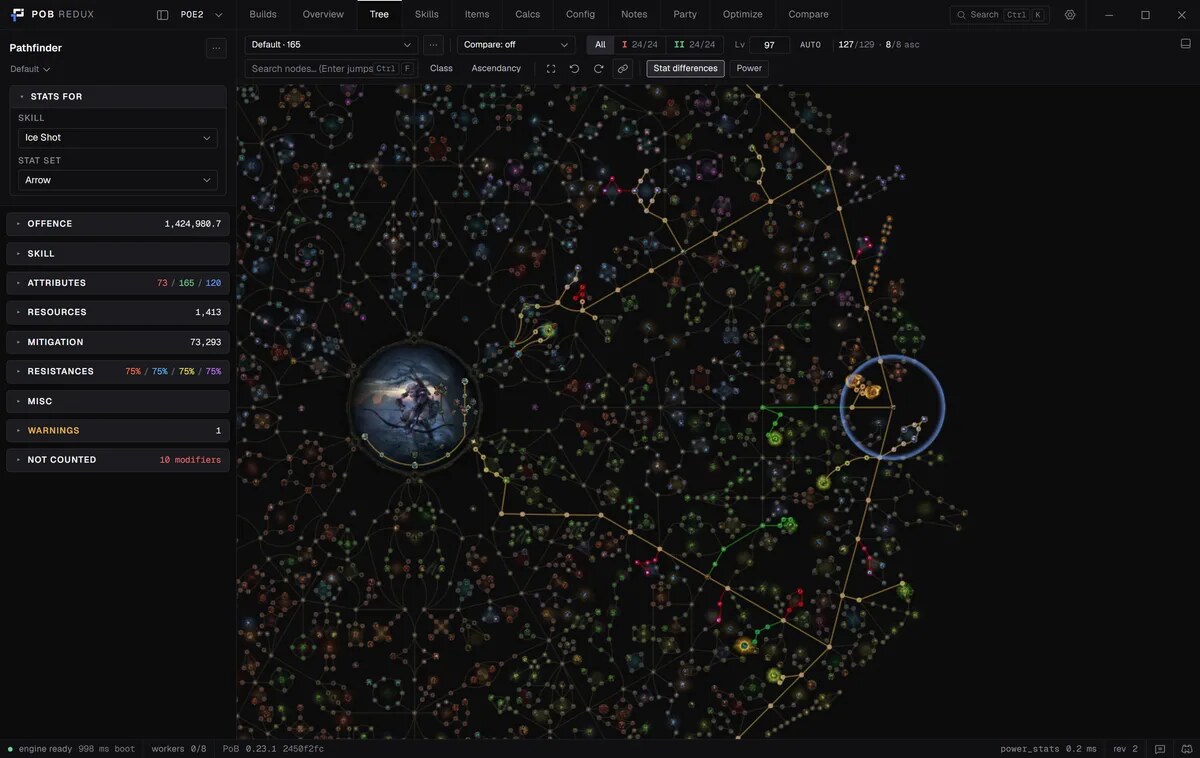 POB REDUX POE2 Builds Overview Tree Skills Items Calcs Config Notes Party Optimize Compare Search Ctrl K
Pathfinder ...
Default
Default · 165 ... Compare: off All I 24/24 II 24/24 Lv 97 AUTO 127/129 · 8/8 asc
Search nodes... (Enter jumps Ctrl F Class Ascendancy Stat differences Power
STATS FOR
SKILL
Ice Shot
STAT SET
Arrow
OFFENCE 1,424,980.7
SKILL
ATTRIBUTES 73 / 165 / 120
RESOURCES 1,413
MITIGATION 73,293
RESISTANCES 75% / 75% / 75% / 75%
MISC
WARNINGS 1
NOT COUNTED 10 modifiers
engine ready 998 ms boot workers 0/8 PoB 0.23.1 2450f2fc power_stats 0.2 ms rev 2